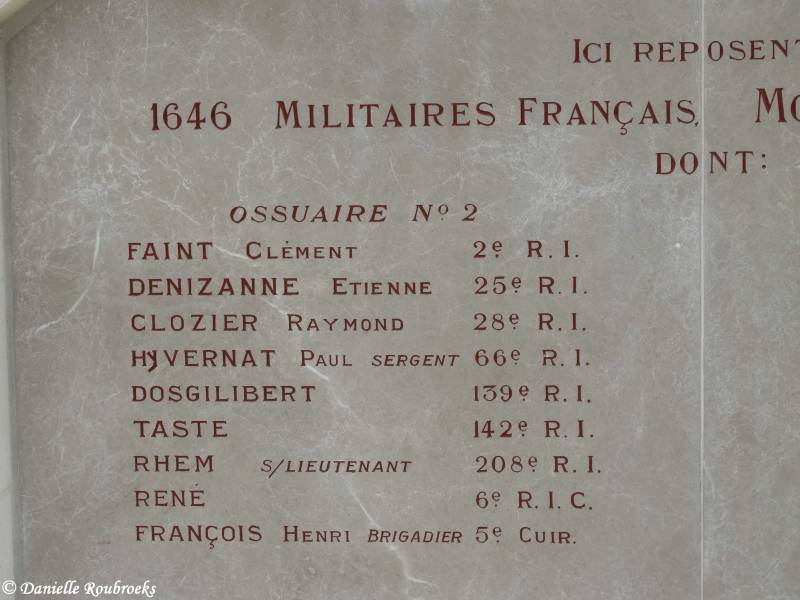 ICI REPOSENT
1646 MILITAIRES FRANÇAIS,
DONT:
OSSUAIRE No 2
FAINT CLÉMENT 2e R.I.
DENIZANNE ETIENNE 25e R.I.
CLOZIER RAYMOND 28e R.I.
HYVERNAT PAUL SERGENT 66e R.I.
DOSGILIBERT 139e R.I.
TASTE 142e R.I.
RHEM S/LIEUTENANT 208e R.I.
RENÉ 6e R.I.C.
FRANÇOIS HENRI BRIGADIER 5e CUIR.
© Danielle Roubroeks